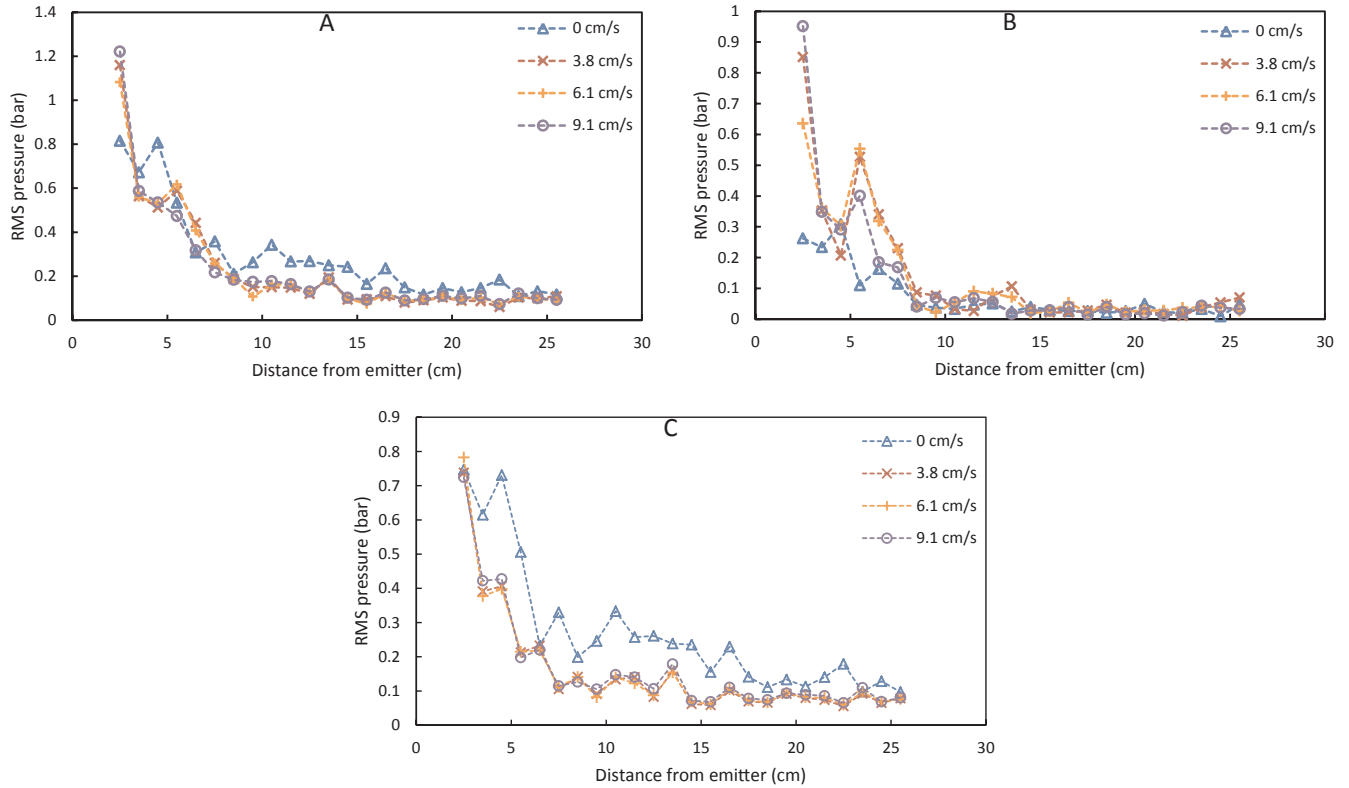 A
RMS pressure (bar)
1.4
1.2
1
0.8
0.6
0.4
0.2
0
0 5 10 15 20 25 30
Distance from emitter (cm)
0 cm/s
3.8 cm/s
6.1 cm/s
9.1 cm/s
B
RMS pressure (bar)
1
0.9
0.8
0.7
0.6
0.5
0.4
0.3
0.2
0.1
0
0 5 10 15 20 25 30
Distance from emitter (cm)
0 cm/s
3.8 cm/s
6.1 cm/s
9.1 cm/s
C
RMS pressure (bar)
0.9
0.8
0.7
0.6
0.5
0.4
0.3
0.2
0.1
0
0 5 10 15 20 25 30
Distance from emitter (cm)
0 cm/s
3.8 cm/s
6.1 cm/s
9.1 cm/s